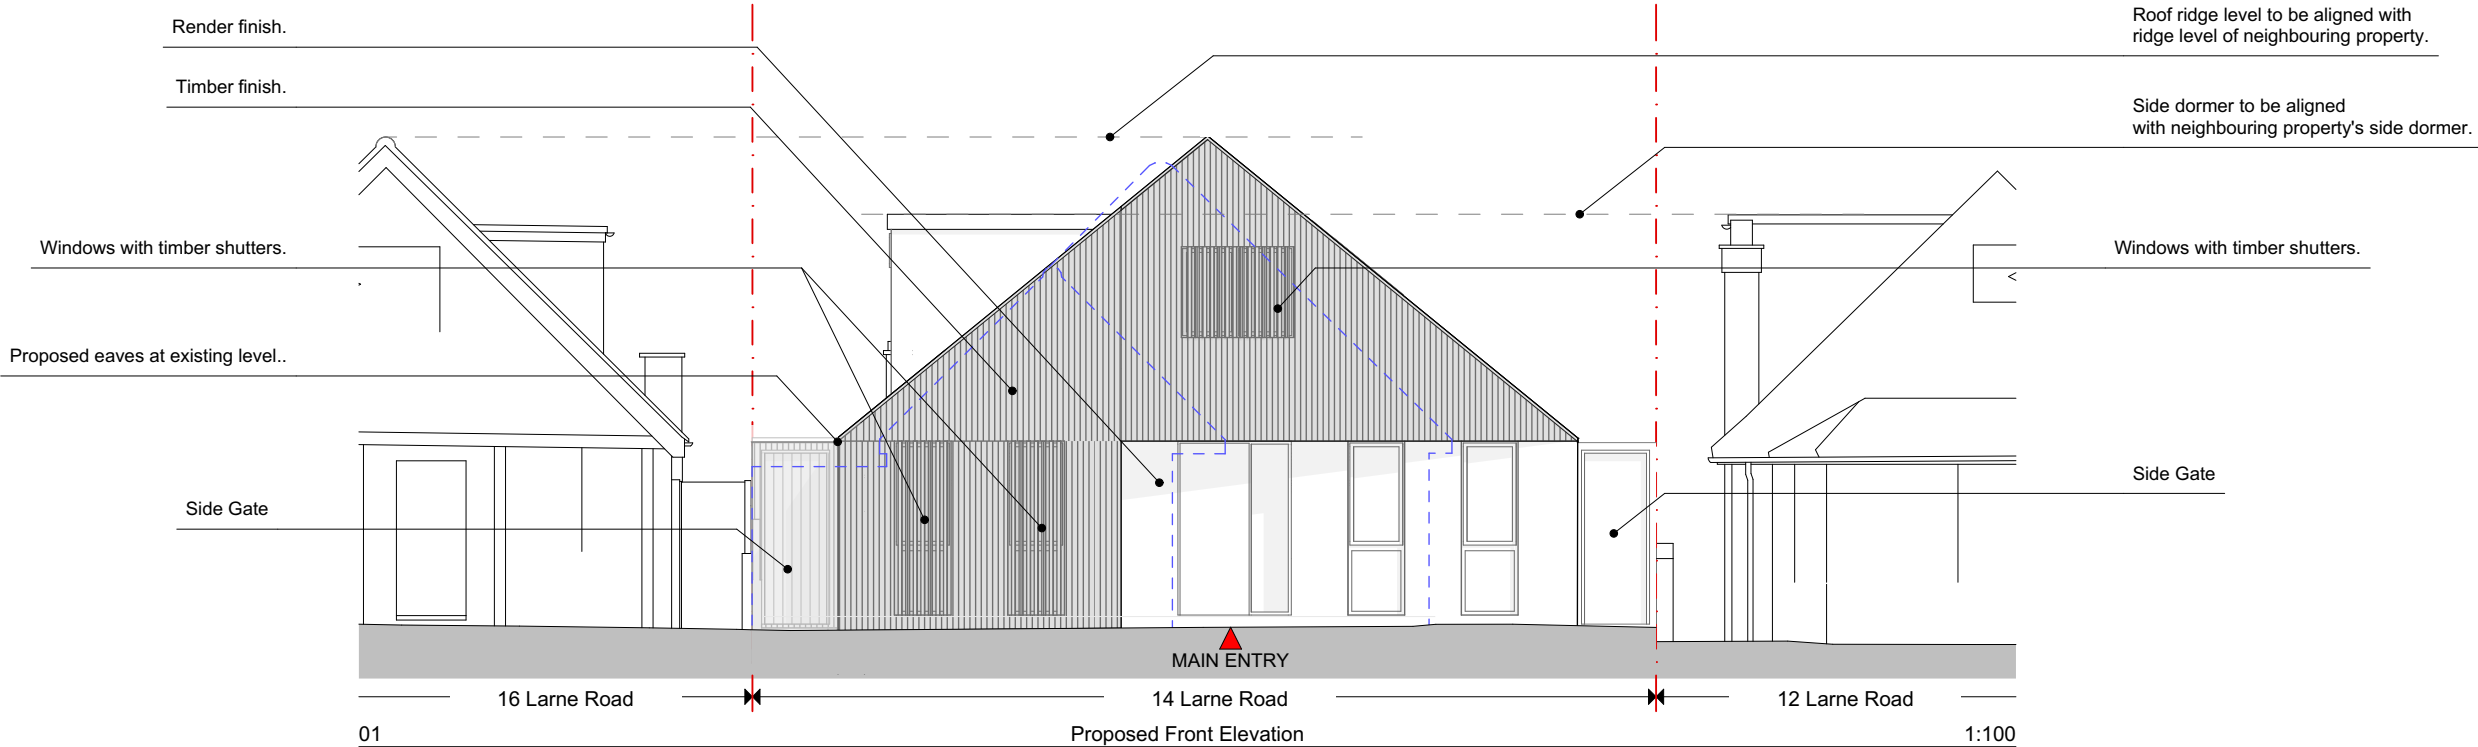 Render finish.
Timber finish.
Windows with timber shutters.
Proposed eaves at existing level..
Side Gate
Roof ridge level to be aligned with
ridge level of neighbouring property.
Side dormer to be aligned
with neighbouring property's side dormer.
Windows with timber shutters.
Side Gate
MAIN ENTRY
16 Larne Road
14 Larne Road
12 Larne Road
01
Proposed Front Elevation
1:100